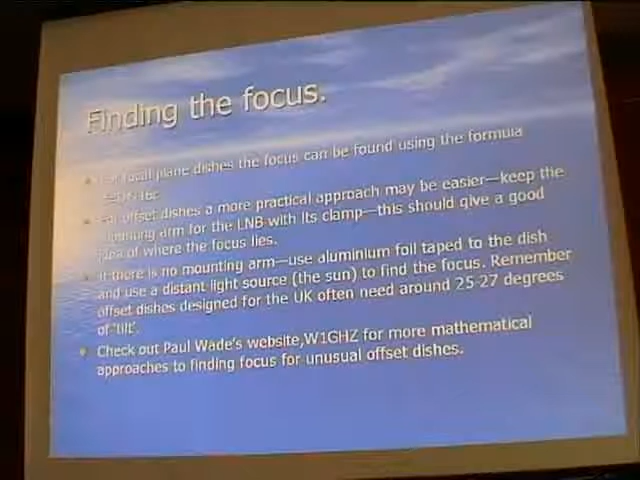 Finding the focus.
focal plane dishes the focus can be found using the formula
For offset dishes a more practical approach may be easier—keep the
mounting arm for the LNB with its clamp—this should give a good
idea of where the focus lies.
If there is no mounting arm—use aluminium foil taped to the dish
and use a distant light source (the sun) to find the focus. Remember
offset dishes designed for the UK often need around 25-27 degrees
of 'tilt'.
Check out Paul Wade's website,W1GHZ for more mathematical
approaches to finding focus for unusual offset dishes.